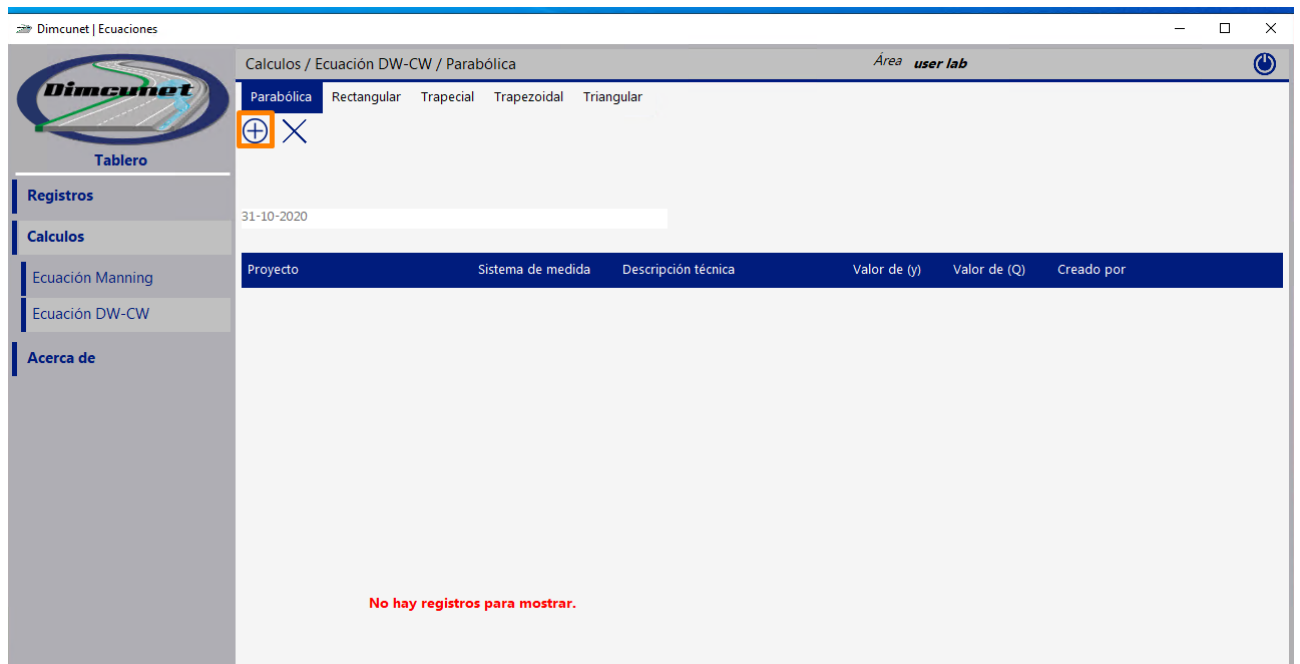 Dimcunet | Ecuaciones
Dimcunet
Tablero
Registros
Calculos
Ecuación Manning
Ecuación DW-CW
Acerca de
Calculos / Ecuación DW-CW / Parabólica
Área user lab
Parabólica Rectangular Trapecial Trapezoidal Triangular
31-10-2020
Proyecto Sistema de medida Descripción técnica Valor de (y) Valor de (Q) Creado por
No hay registros para mostrar.